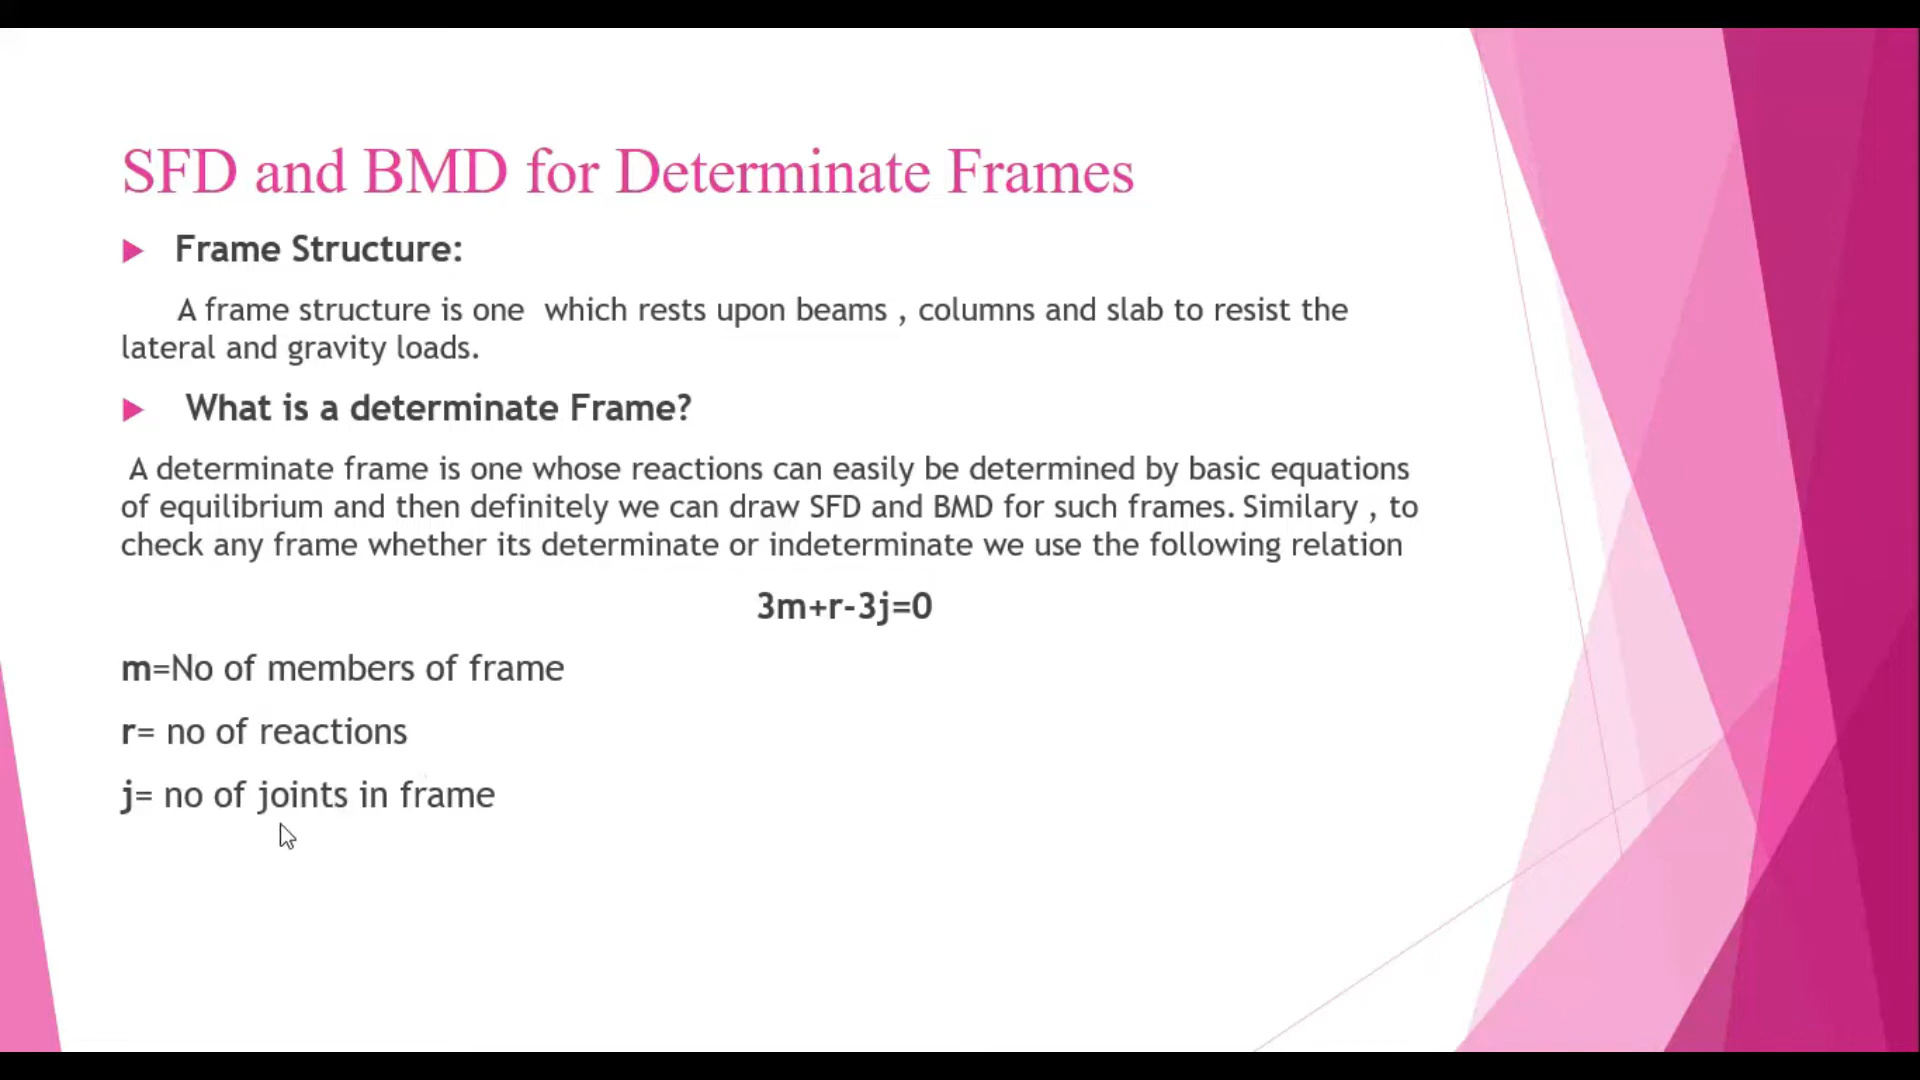 SFD and BMD for Determinate Frames
Frame Structure:
A frame structure is one which rests upon beams , columns and slab to resist the
lateral and gravity loads.
What is a determinate Frame?
A determinate frame is one whose reactions can easily be determined by basic equations
of equilibrium and then definitely we can draw SFD and BMD for such frames. Similary , to
check any frame whether its determinate or indeterminate we use the following relation
3m+r-3j=0
m=No of members of frame
r= no of reactions
j= no of joints in frame